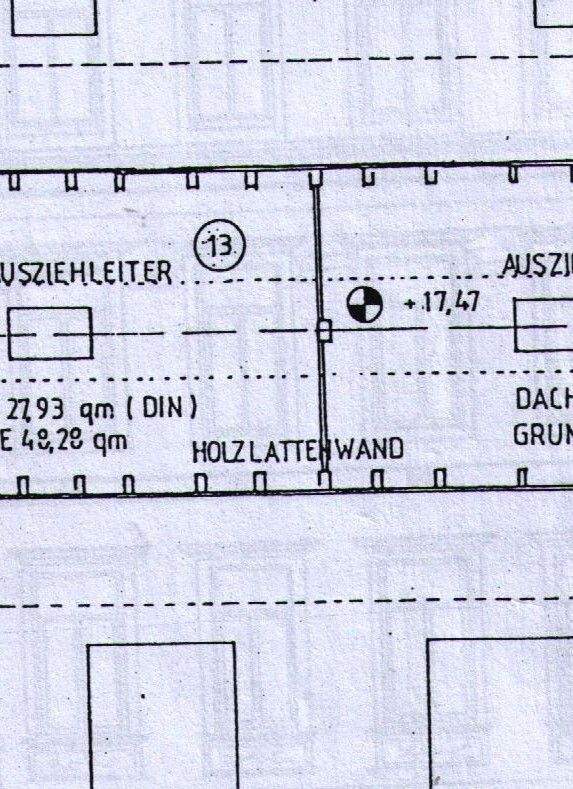 13
USZIEHLEITER
AUSZI
+17,47
27,93 qm (DIN)
E 48,28 qm
HOLZLATTENWAND
DACH
GRUN